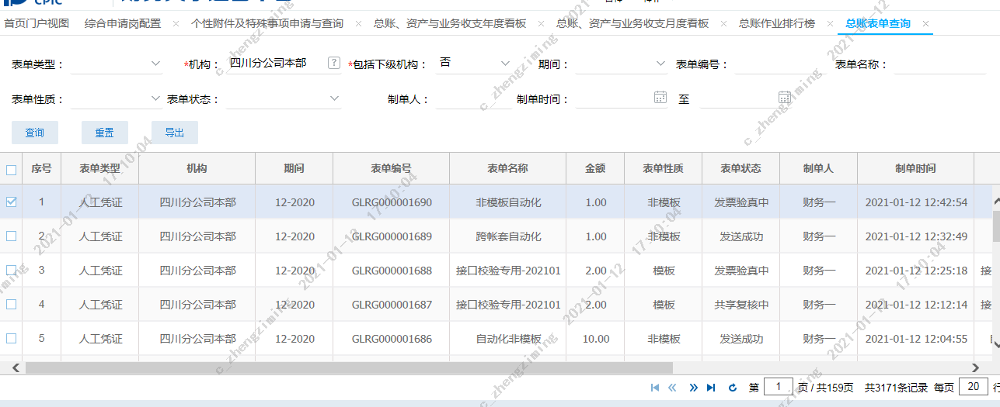 CPIC
首页门户视图 综合申请岗配置 × 个性附件及特殊事项申请与查询 × 总账、资产与业务收支年度看板 × 总账、资产与业务收支月度看板 × 总账作业排行榜 × 总账表单查询 ×
表单类型： *机构： 四川分公司本部 ? *包括下级机构： 否 期间： 表单编号： 表单名称：
表单性质： 表单状态： 制单人： 制单时间： 至
查询 重置 导出
序号 表单类型 机构 期间 表单编号 表单名称 金额 表单性质 表单状态 制单人 制单时间
1 人工凭证 四川分公司本部 12-2020 GLRG000001690 非模板自动化 1.00 非模板 发票验真中 财务一 2021-01-12 12:42:54
2 人工凭证 四川分公司本部 12-2020 GLRG000001689 跨帐套自动化 1.00 非模板 发送成功 财务一 2021-01-12 12:32:49
3 人工凭证 四川分公司本部 12-2020 GLRG000001688 接口校验专用-202101 2.00 模板 发票验真中 财务一 2021-01-12 12:25:18 接
4 人工凭证 四川分公司本部 12-2020 GLRG000001687 接口校验专用-202101 2.00 模板 共享复核中 财务一 2021-01-12 12:12:14 接
5 人工凭证 四川分公司本部 12-2020 GLRG000001686 自动化非模板 10.00 非模板 发送成功 财务一 2021-01-12 12:04:55
第 1 页 / 共159页 共3171条记录 每页 20 行
c_zhengziming 2021-01-12 17:10:04